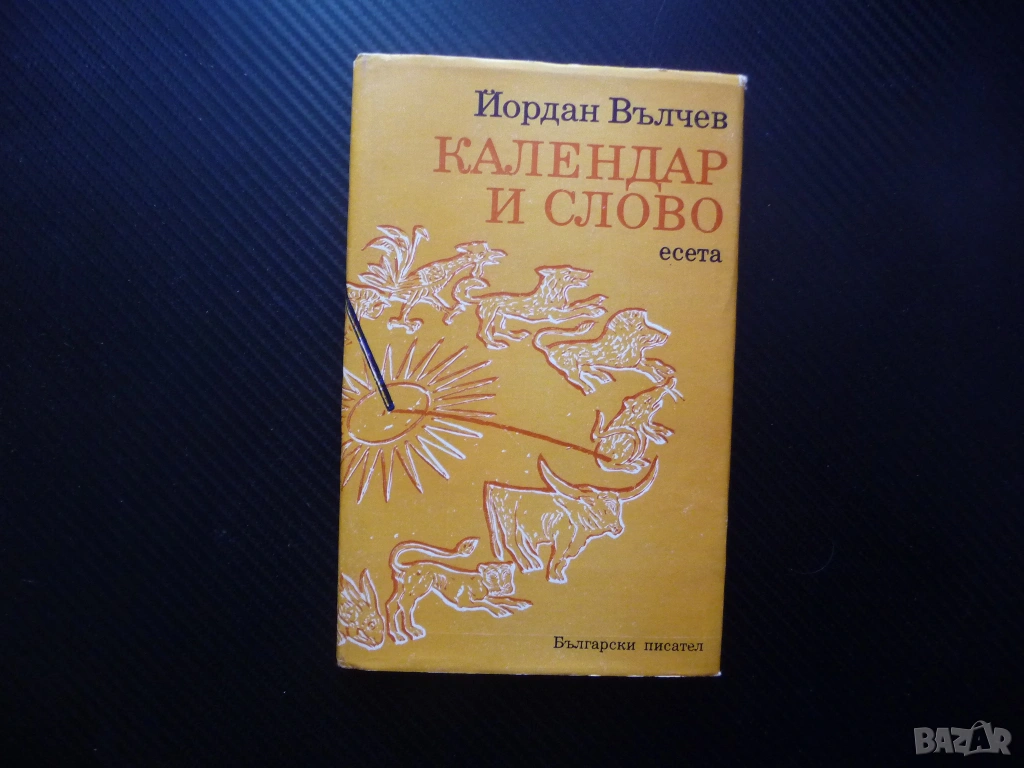 Йордан Вълчев
КАЛЕНДАР
И СЛОВО
есета
Български писател
BAZAR